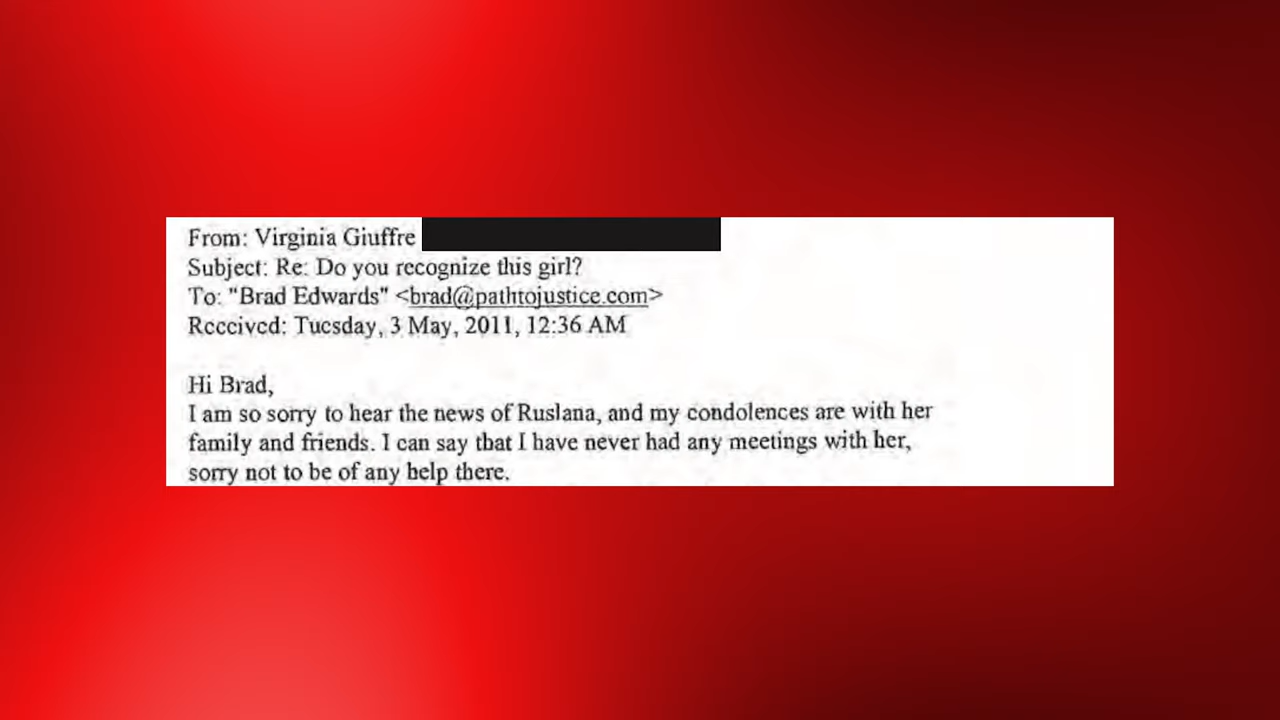 From: Virginia Giuffre
Subject: Re: Do you recognize this girl?
To: "Brad Edwards" <brad@pathtojustice.com>
Received: Tuesday, 3 May, 2011, 12:36 AM
Hi Brad,
I am so sorry to hear the news of Ruslana, and my condolences are with her
family and friends. I can say that I have never had any meetings with her,
sorry not to be of any help there.